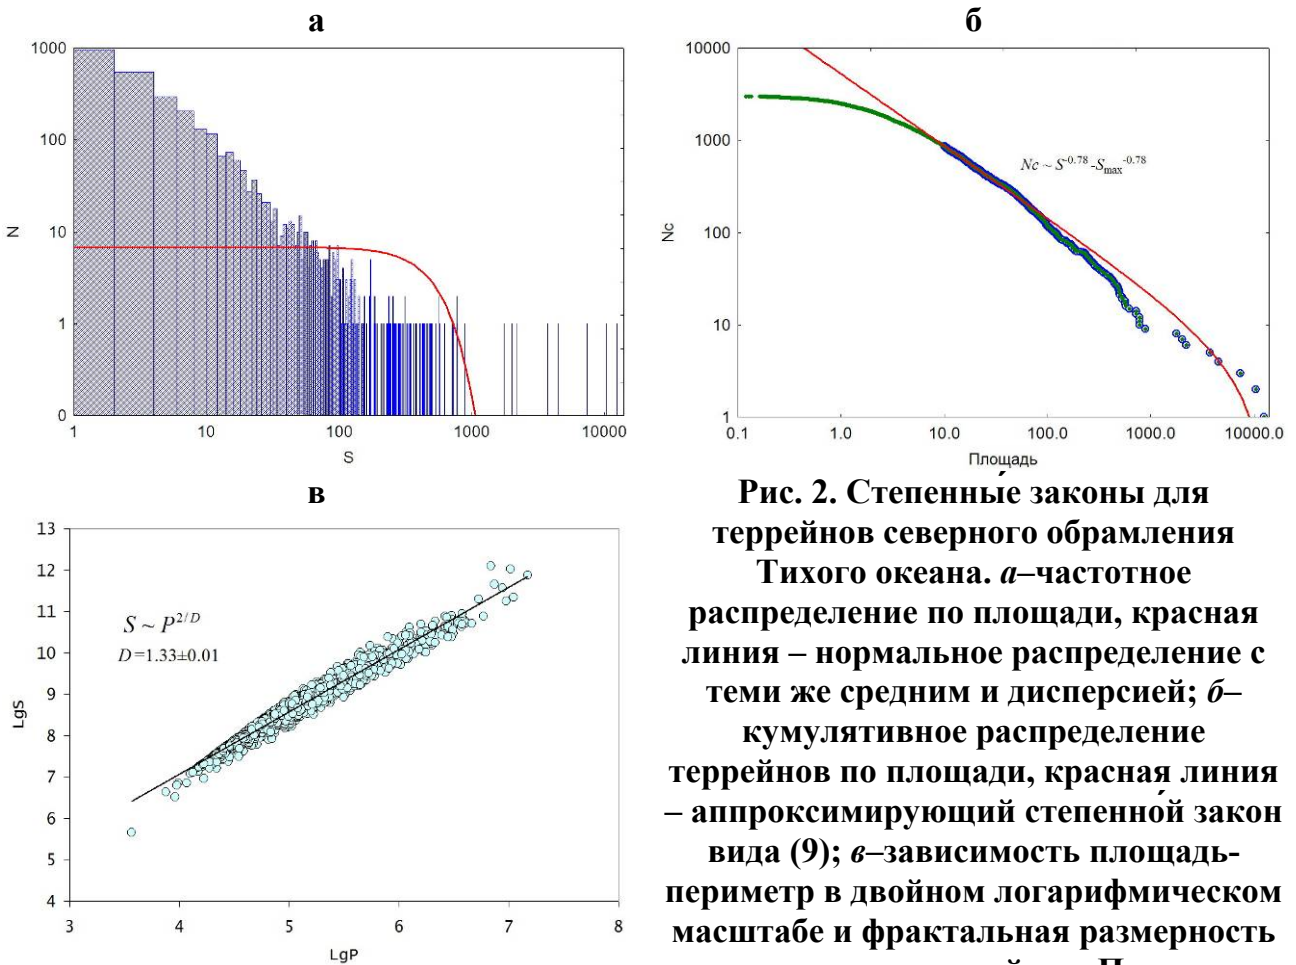 а
1000
100
10
1
0
N
1
10
100
1000
10000
S
б
10000
1000
100
10
1
Nc
Nc ~ S^-0.78 -S_max^-0.78
0.1
1.0
10.0
100.0
1000.0
10000.0
Площадь
в
13
12
11
10
9
8
7
6
5
4
LgS
S ~ P^2/D
D=1.33±0.01
3
4
5
6
7
8
LgP
Рис. 2. Степенны́е законы для
террейнов северного обрамления
Тихого океана. а–частотное
распределение по площади, красная
линия – нормальное распределение с
теми же средним и дисперсией; б–
кумулятивное распределение
террейнов по площади, красная линия
– аппроксимирующий степенно́й закон
вида (9); в–зависимость площадь-
периметр в двойном логарифмическом
масштабе и фрактальная размерность